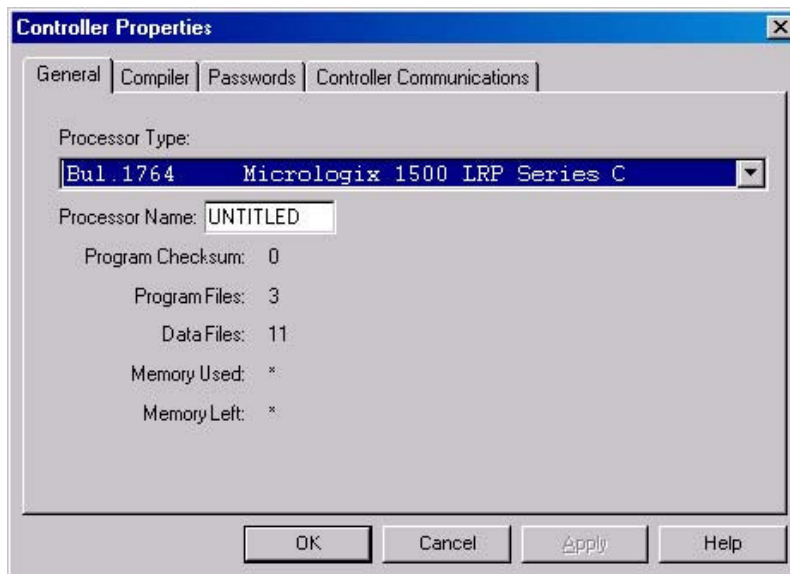 Controller Properties
General Compiler Passwords Controller Communications
Processor Type:
Bul.1764 Micrologix 1500 LRP Series C
Processor Name: UNTITLED
Program Checksum: 0
Program Files: 3
Data Files: 11
Memory Used: *
Memory Left: *
OK Cancel Apply Help